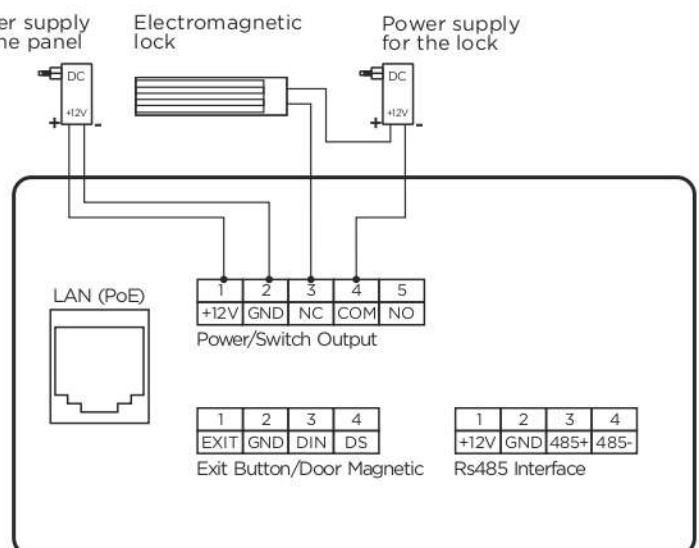 er supply
ne panel
Electromagnetic
lock
Power supply
for the lock
DC
+12V
+ -
DC
+12V
+ -
LAN (PoE)
1 2 3 4 5
+12V GND NC COM NO
Power/Switch Output
1 2 3 4
EXIT GND DIN DS
Exit Button/Door Magnetic
1 2 3 4
+12V GND 485+ 485-
Rs485 Interface